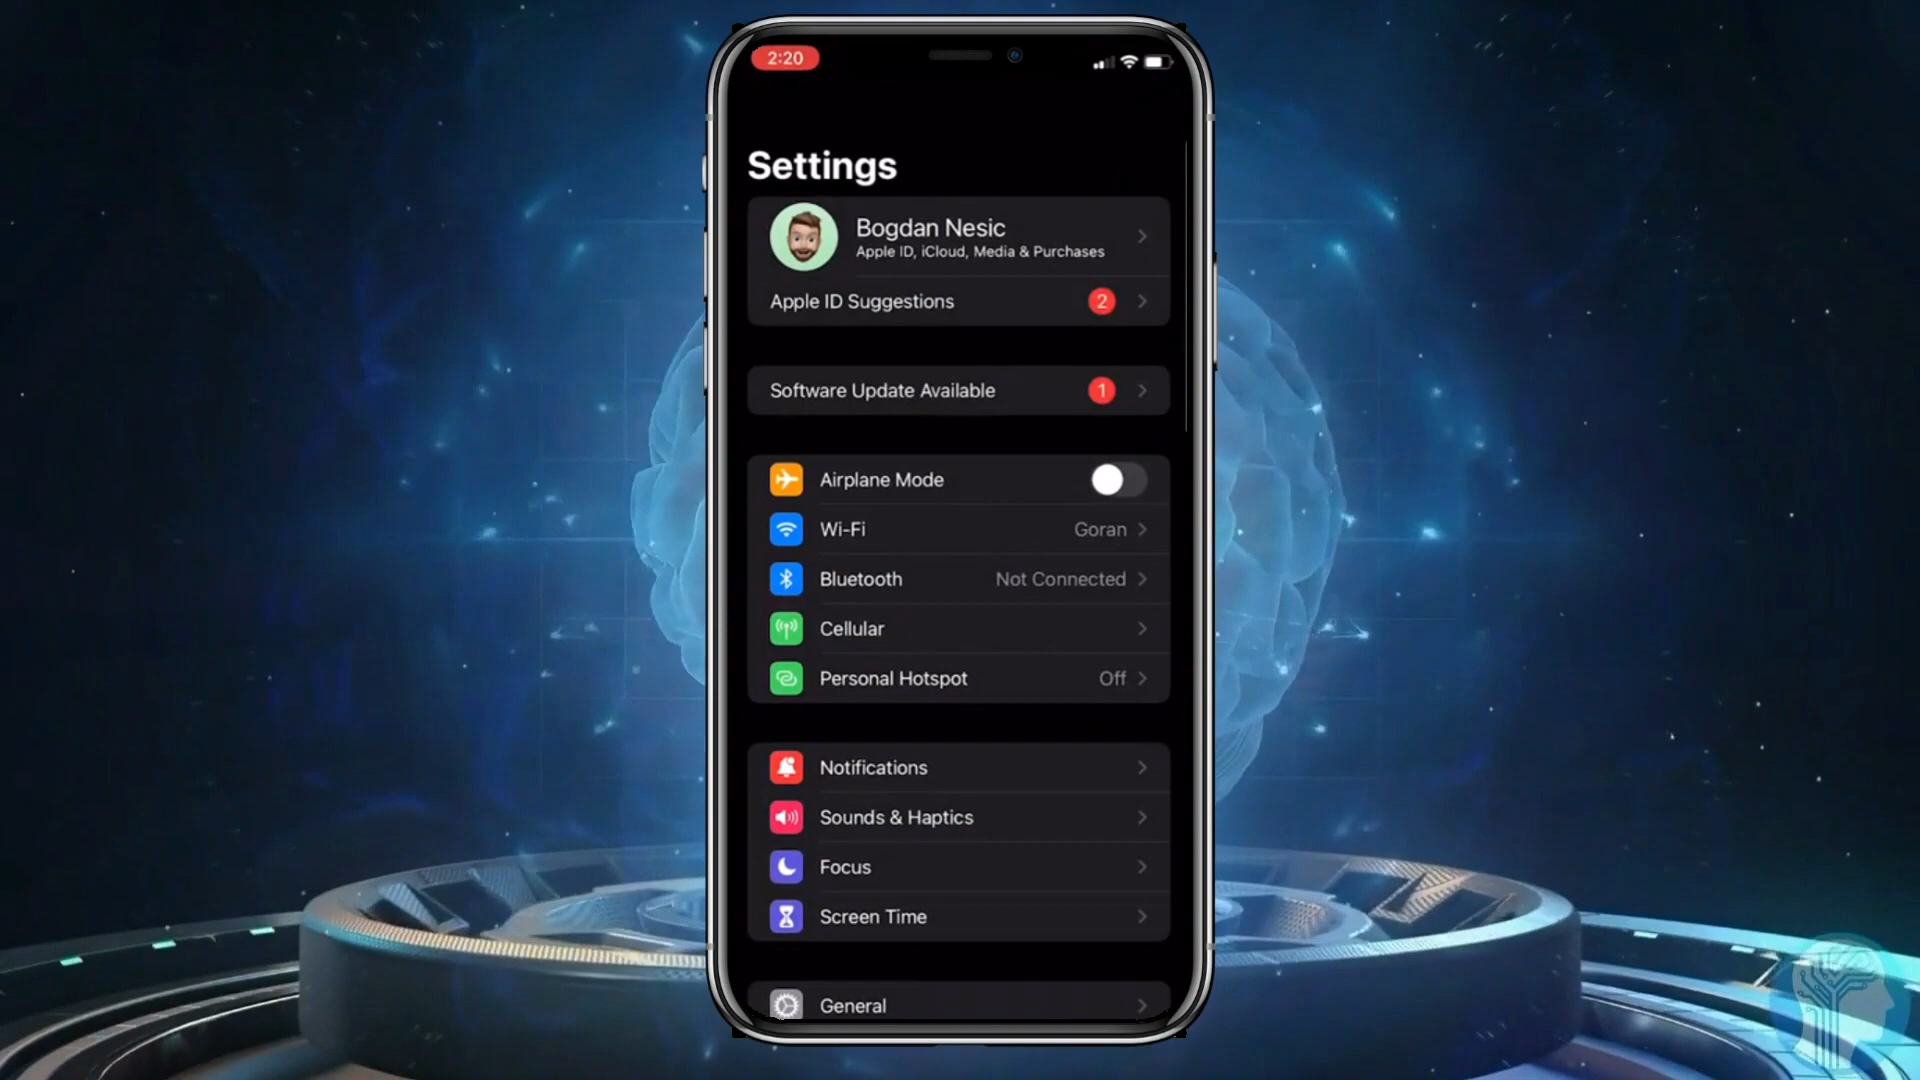 2:20
Settings
Bogdan Nesic
Apple ID, iCloud, Media & Purchases
Apple ID Suggestions 2
Software Update Available 1
Airplane Mode
Wi-Fi Goran
Bluetooth Not Connected
Cellular
Personal Hotspot Off
Notifications
Sounds & Haptics
Focus
Screen Time
General